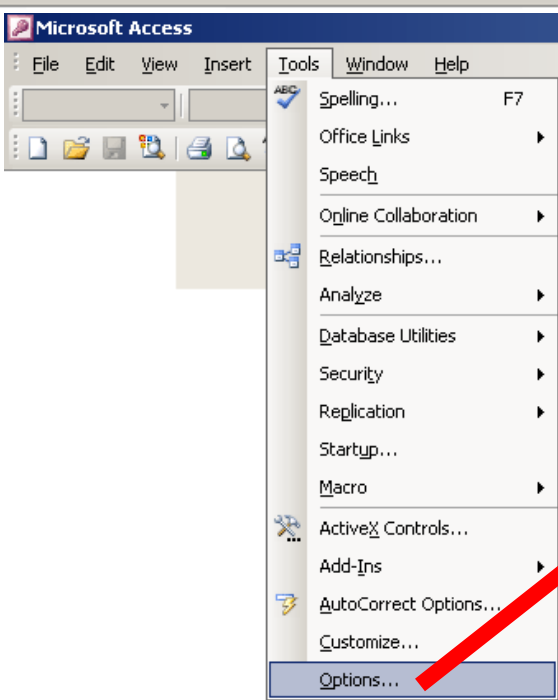 Microsoft Access
File Edit View Insert Tools Window Help
ABC
Spelling... F7
Office Links
Speech
Online Collaboration
Relationships...
Analyze
Database Utilities
Security
Replication
Startup...
Macro
ActiveX Controls...
Add-Ins
AutoCorrect Options...
Customize...
Options...